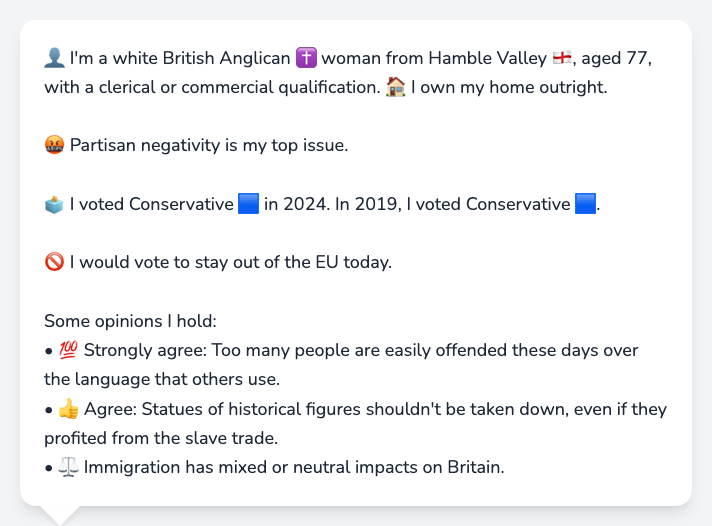 👤 I'm a white British Anglican ✝️ woman from Hamble Valley 🏴󠁧󠁢󠁥󠁮󠁧󠁿, aged 77,
with a clerical or commercial qualification. 🏠 I own my home outright.
🤬 Partisan negativity is my top issue.
🗳️ I voted Conservative 🟦 in 2024. In 2019, I voted Conservative 🟦.
🚫 I would vote to stay out of the EU today.
Some opinions I hold:
• 💯 Strongly agree: Too many people are easily offended these days over
the language that others use.
• 👍 Agree: Statues of historical figures shouldn't be taken down, even if they
profited from the slave trade.
• ⚖️ Immigration has mixed or neutral impacts on Britain.